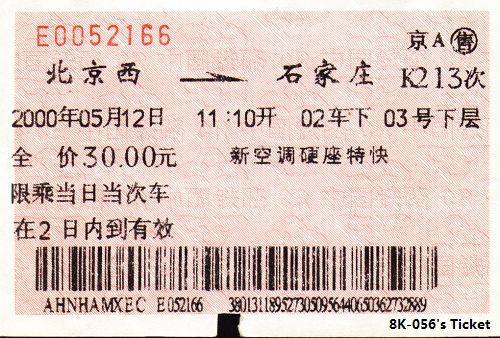 E0052166
京A 售
北京西 → 石家庄 K213次
2000年05月12日 11:10开 02车下 03号下层
全 价30.00元 新空调硬座特快
限乘当日当次车
在2日内到有效
AHNHAMXEC E052166 38013118952730509564406503627​32889
8K-056's Ticket